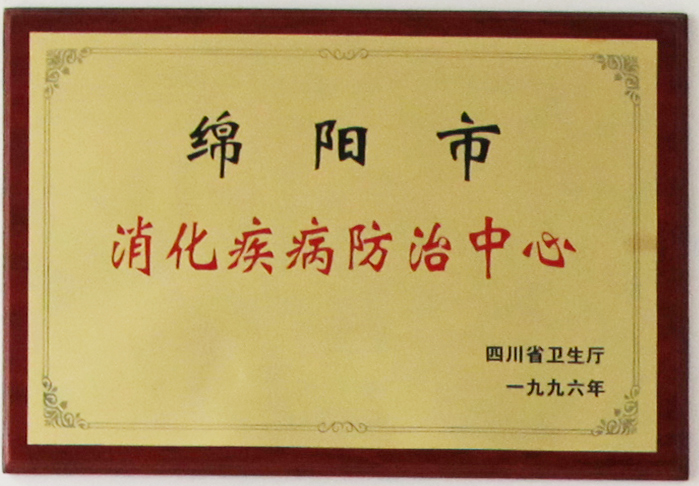 绵阳市
消化疾病防治中心
四川省卫生厅
一九九六年